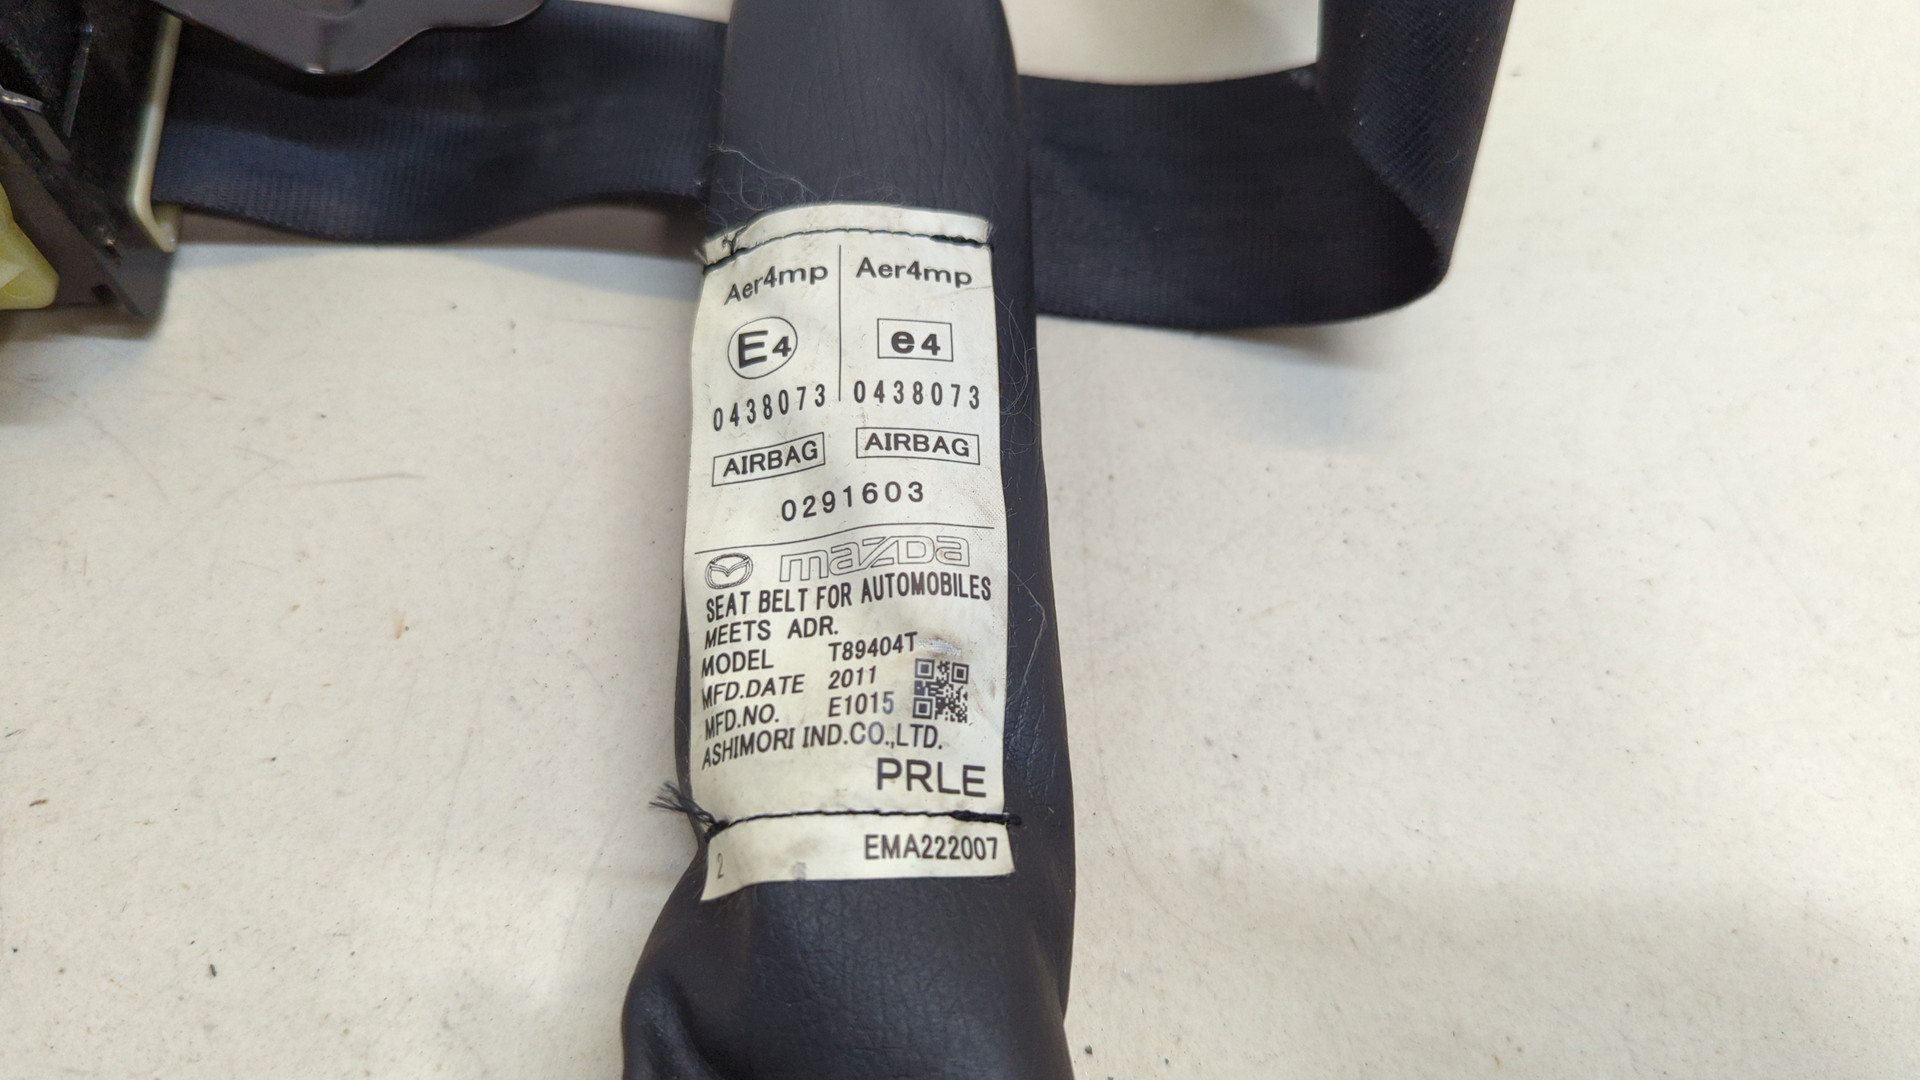 Aer4mp Aer4mp
E4 e4
0438073 0438073
AIRBAG AIRBAG
0291603
mazda
SEAT BELT FOR AUTOMOBILES
MEETS ADR.
MODEL T89404T
MFD.DATE 2011
MFD.NO. E1015
ASHIMORI IND.CO.,LTD.
PRLE
2 EMA222007